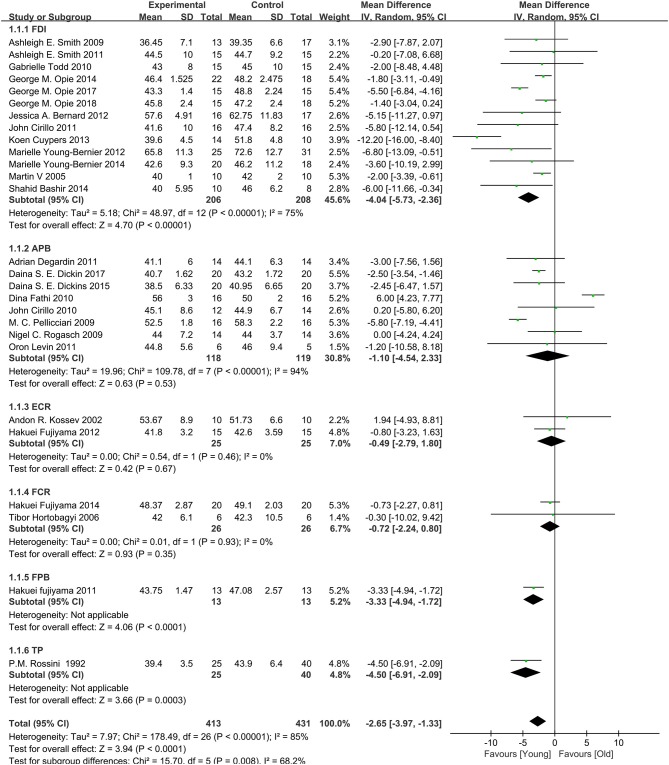 Experimental Control Mean Difference Mean Difference
Study or Subgroup Mean SD Total Mean SD Total Weight IV, Random, 95% CI IV, Random, 95% CI
1.1.1 FDI
Ashleigh E. Smith 2009 36.45 7.1 13 39.35 6.6 17 3.1% -2.90 [-7.87, 2.07]
Ashleigh E. Smith 2011 44.5 10 15 44.7 9.2 15 2.5% -0.20 [-7.08, 6.68]
Gabrielle Todd 2010 43 8 15 45 10 15 2.6% -2.00 [-8.48, 4.48]
George M. Opie 2014 46.4 1.525 22 48.2 2.475 18 5.4% -1.80 [-3.11, -0.49]
George M. Opie 2017 43.3 1.4 15 48.8 2.24 15 5.4% -5.50 [-6.84, -4.16]
George M. Opie 2018 45.8 2.4 15 47.2 2.4 18 5.2% -1.40 [-3.04, 0.24]
Jessica A. Bernard 2012 57.6 4.91 16 62.75 11.83 17 2.7% -5.15 [-11.27, 0.97]
John Cirillo 2011 41.6 10 16 47.4 8.2 16 2.7% -5.80 [-12.14, 0.54]
Koen Cuypers 2013 39.6 4.5 14 51.8 4.8 10 3.8% -12.20 [-16.00, -8.40]
Marielle Young-Bernier 2012 65.8 11.3 25 72.6 12.7 31 2.7% -6.80 [-13.09, -0.51]
Marielle Young-Bernier 2014 42.6 9.3 20 46.2 11.2 18 2.6% -3.60 [-10.19, 2.99]
Martin V 2005 40 1 10 42 2 10 5.4% -2.00 [-3.39, -0.61]
Shahid Bashir 2014 40 5.95 10 46 6.2 8 2.9% -6.00 [-11.66, -0.34]
Subtotal (95% CI) 206 208 45.6% -4.04 [-5.73, -2.36]
Heterogeneity: Tau² = 5.18; Chi² = 48.97, df = 12 (P < 0.00001); I² = 75%
Test for overall effect: Z = 4.70 (P < 0.00001)
1.1.2 APB
Adrian Degardin 2011 41.1 6 14 44.1 6.3 14 3.4% -3.00 [-7.56, 1.56]
Daina S. E. Dickin 2017 40.7 1.62 20 43.2 1.72 20 5.5% -2.50 [-3.54, -1.46]
Daina S. E. Dickins 2015 38.5 6.33 20 40.95 6.65 20 3.7% -2.45 [-6.47, 1.57]
Dina Fathi 2010 56 3 16 50 2 16 5.1% 6.00 [4.23, 7.77]
John Cirillo 2010 45.1 8.6 12 44.9 6.7 14 2.8% 0.20 [-5.80, 6.20]
M. C. Pellicciari 2009 52.5 1.8 16 58.3 2.2 16 5.4% -5.80 [-7.19, -4.41]
Nigel C. Rogasch 2009 44 7.2 14 44 3.7 14 3.6% 0.00 [-4.24, 4.24]
Oron Levin 2011 44.8 5.6 6 46 9.4 5 1.4% -1.20 [-10.58, 8.18]
Subtotal (95% CI) 118 119 30.8% -1.10 [-4.54, 2.33]
Heterogeneity: Tau² = 19.96; Chi² = 109.78, df = 7 (P < 0.00001); I² = 94%
Test for overall effect: Z = 0.63 (P = 0.53)
1.1.3 ECR
Andon R. Kossev 2002 53.67 8.9 10 51.73 6.6 10 2.2% 1.94 [-4.93, 8.81]
Hakuei Fujiyama 2012 41.8 3.2 15 42.6 3.59 15 4.8% -0.80 [-3.23, 1.63]
Subtotal (95% CI) 25 25 7.0% -0.49 [-2.79, 1.80]
Heterogeneity: Tau² = 0.00; Chi² = 0.54, df = 1 (P = 0.46); I² = 0%
Test for overall effect: Z = 0.42 (P = 0.67)
1.1.4 FCR
Hakuei Fujiyama 2014 48.37 2.87 20 49.1 2.03 20 5.3% -0.73 [-2.27, 0.81]
Tibor Hortobagyi 2006 42 6.1 6 42.3 10.5 6 1.4% -0.30 [-10.02, 9.42]
Subtotal (95% CI) 26 26 6.7% -0.72 [-2.24, 0.80]
Heterogeneity: Tau² = 0.00; Chi² = 0.01, df = 1 (P = 0.93); I² = 0%
Test for overall effect: Z = 0.93 (P = 0.35)
1.1.5 FPB
Hakuei fujiyama 2011 43.75 1.47 13 47.08 2.57 13 5.2% -3.33 [-4.94, -1.72]
Subtotal (95% CI) 13 13 5.2% -3.33 [-4.94, -1.72]
Heterogeneity: Not applicable
Test for overall effect: Z = 4.06 (P < 0.0001)
1.1.6 TP
P.M. Rossini 1992 39.4 3.5 25 43.9 6.4 40 4.8% -4.50 [-6.91, -2.09]
Subtotal (95% CI) 25 40 4.8% -4.50 [-6.91, -2.09]
Heterogeneity: Not applicable
Test for overall effect: Z = 3.66 (P = 0.0003)
Total (95% CI) 413 431 100.0% -2.65 [-3.97, -1.33]
Heterogeneity: Tau² = 7.97; Chi² = 178.49, df = 26 (P < 0.00001); I² = 85%
Test for overall effect: Z = 3.94 (P < 0.0001)
Test for subgroup differences: Chi² = 15.70, df = 5 (P = 0.008), I² = 68.2%
-10 -5 0 5 10
Favours [Young] Favours [Old]